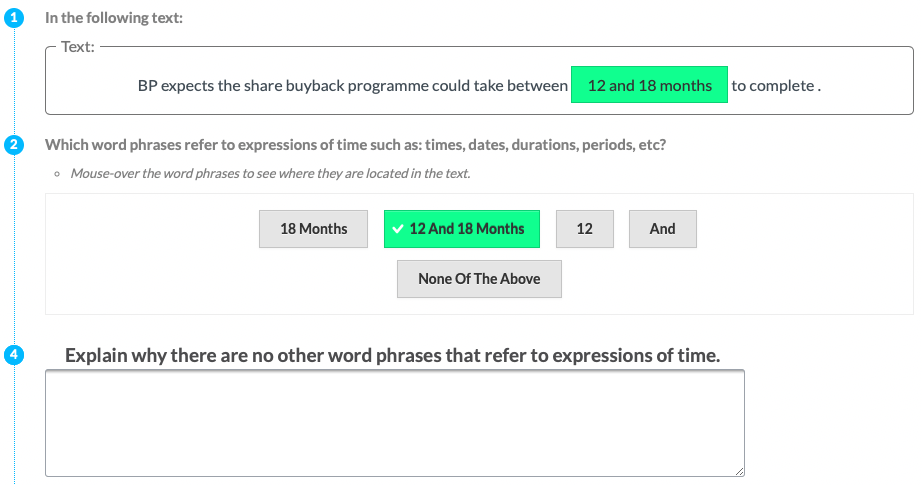 1 In the following text:
Text:
BP expects the share buyback programme could take between 12 and 18 months to complete .
2 Which word phrases refer to expressions of time such as: times, dates, durations, periods, etc?
Mouse-over the word phrases to see where they are located in the text.
18 Months 12 And 18 Months 12 And
None Of The Above
4 Explain why there are no other word phrases that refer to expressions of time.